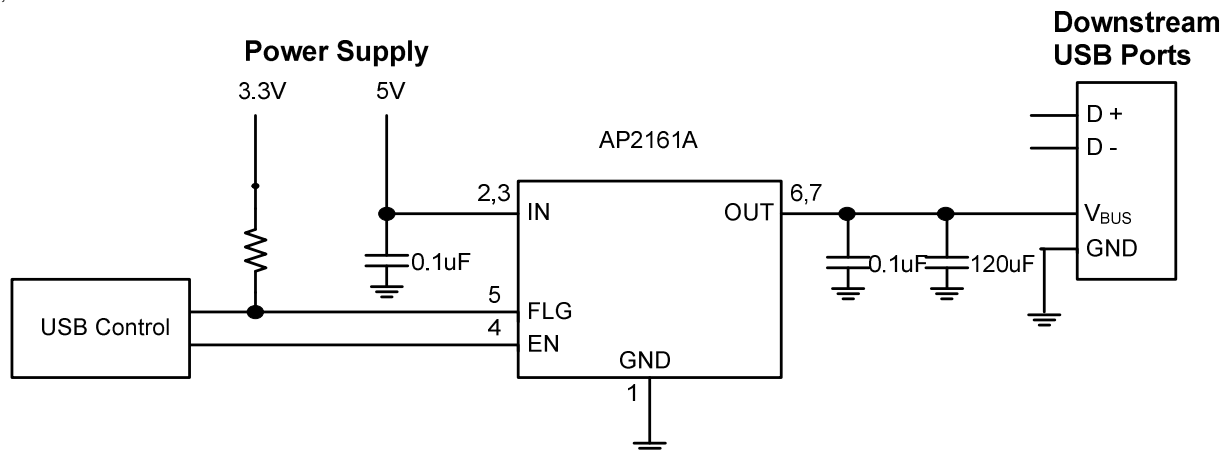 Downstream
USB Ports
Power Supply
3.3V
5V
AP2161A
D +
D -
2,3
IN
OUT
6,7
VBUS
GND
0.1uF
0.1uF
120uF
5
FLG
USB Control
4
EN
GND
1